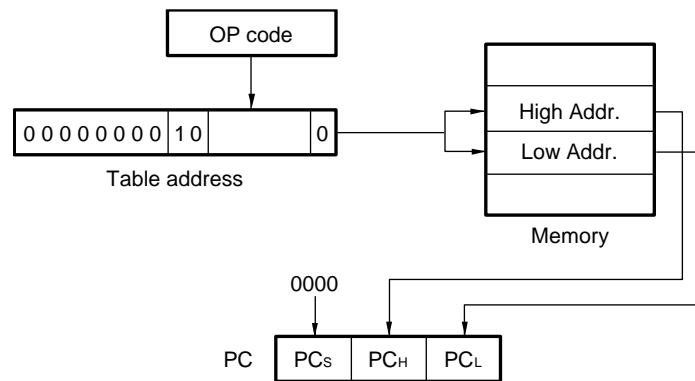 OP code
0 0 0 0 0 0 0 0 1 0 0
Table address
High Addr.
Low Addr.
Memory
0000
PC PCS PCH PCL